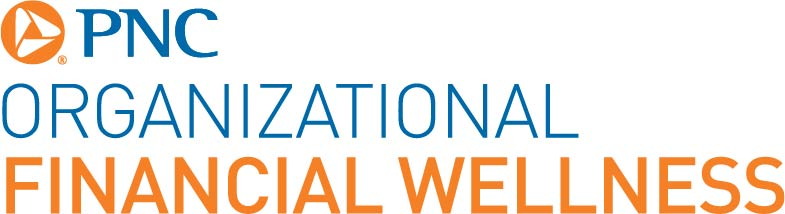 ® PNC
ORGANIZATIONAL
FINANCIAL WELLNESS